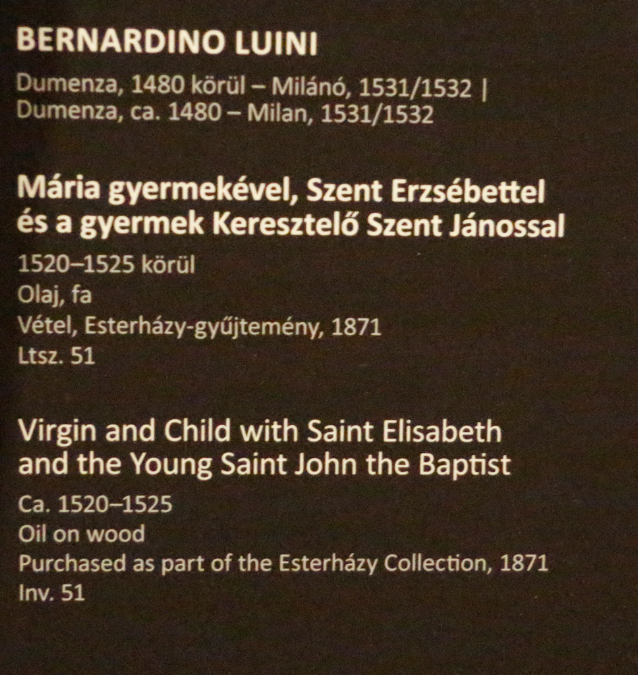 BERNARDINO LUINI
Dumenza, 1480 körül – Milánó, 1531/1532 |
Dumenza, ca. 1480 – Milan, 1531/1532
Mária gyermekével, Szent Erzsébettel
és a gyermek Keresztelő Szent Jánossal
1520–1525 körül
Olaj, fa
Vétel, Esterházy-gyűjtemény, 1871
Ltsz. 51
Virgin and Child with Saint Elisabeth
and the Young Saint John the Baptist
Ca. 1520–1525
Oil on wood
Purchased as part of the Esterházy Collection, 1871
Inv. 51